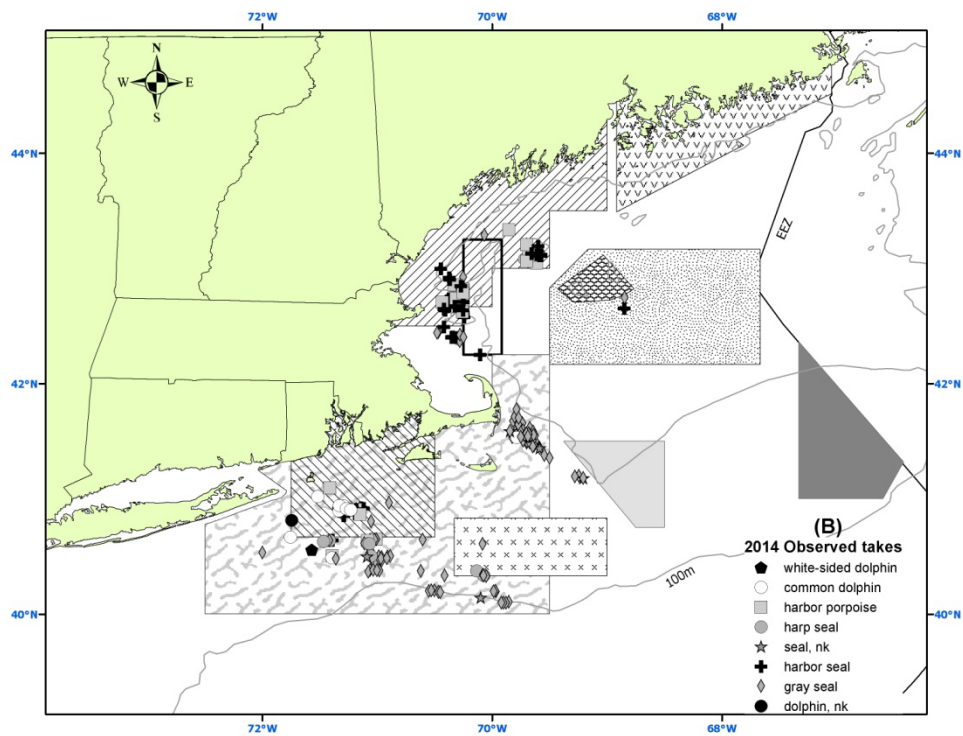 72°W 70°W 68°W
N
W E
S
44°N 44°N
EEZ
42°N 42°N
(B)
2014 Observed takes
white-sided dolphin
100m
common dolphin
40°N 40°N
harbor porpoise
harp seal
seal, nk
harbor seal
gray seal
dolphin, nk
72°W 70°W 68°W